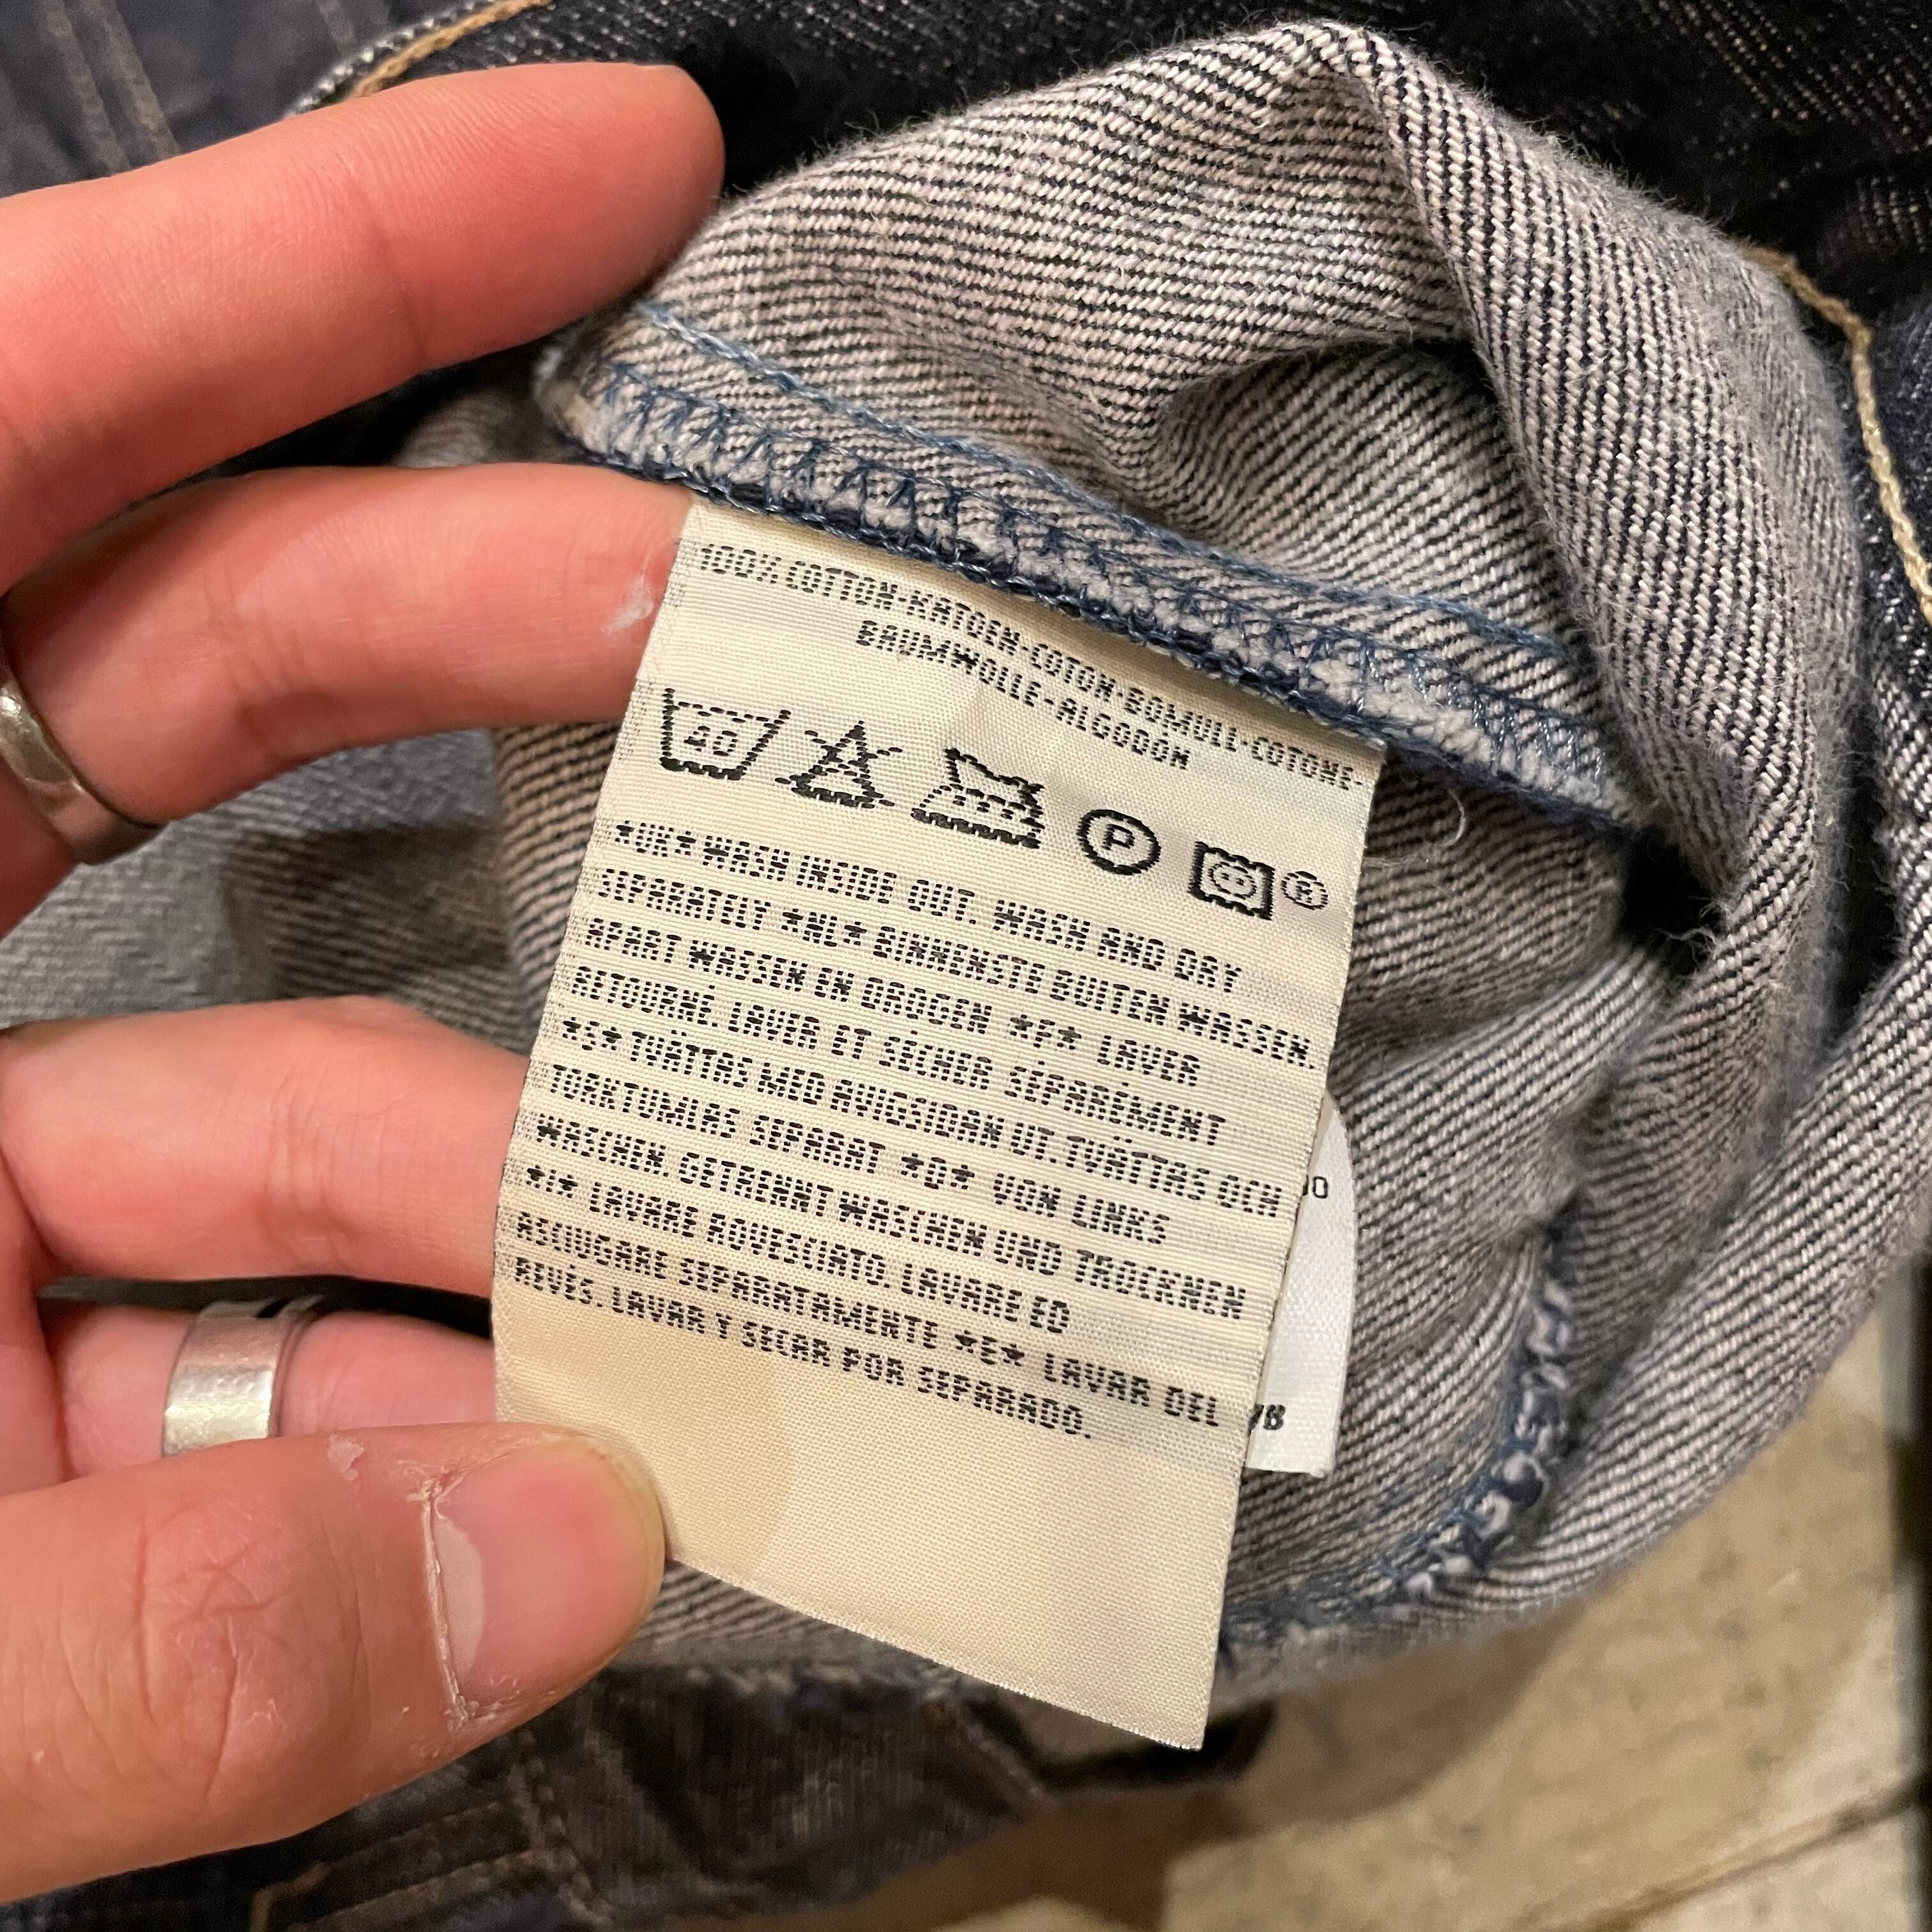 100% COTTON·KATOEN·COTON·BOMULL·COTONE·
BAUMWOLLE·ALGODÓN
40
P
®
*UK* WASH INSIDE OUT. WASH AND DRY
SEPARATELY *NL* BINNENSTE BUITEN WASSEN.
APART WASSEN EN DROGEN *F* LAVER
RETOURNÉ. LAVER ET SÉCHER SÉPARÉMENT
*S* TVÄTTAS MED AVIGSIDAN UT.TVÄTTAS OCH
TORKTUMLAS SEPARAT *D* VON LINKS
WASCHEN. GETRENNT WASCHEN UND TROCKNEN
*I* LAVARE ROVESCIATO. LAVARE ED
ASCIUGARE SEPARATAMENTE *E* LAVAR DEL
REVÉS. LAVAR Y SECAR POR SEPARADO.